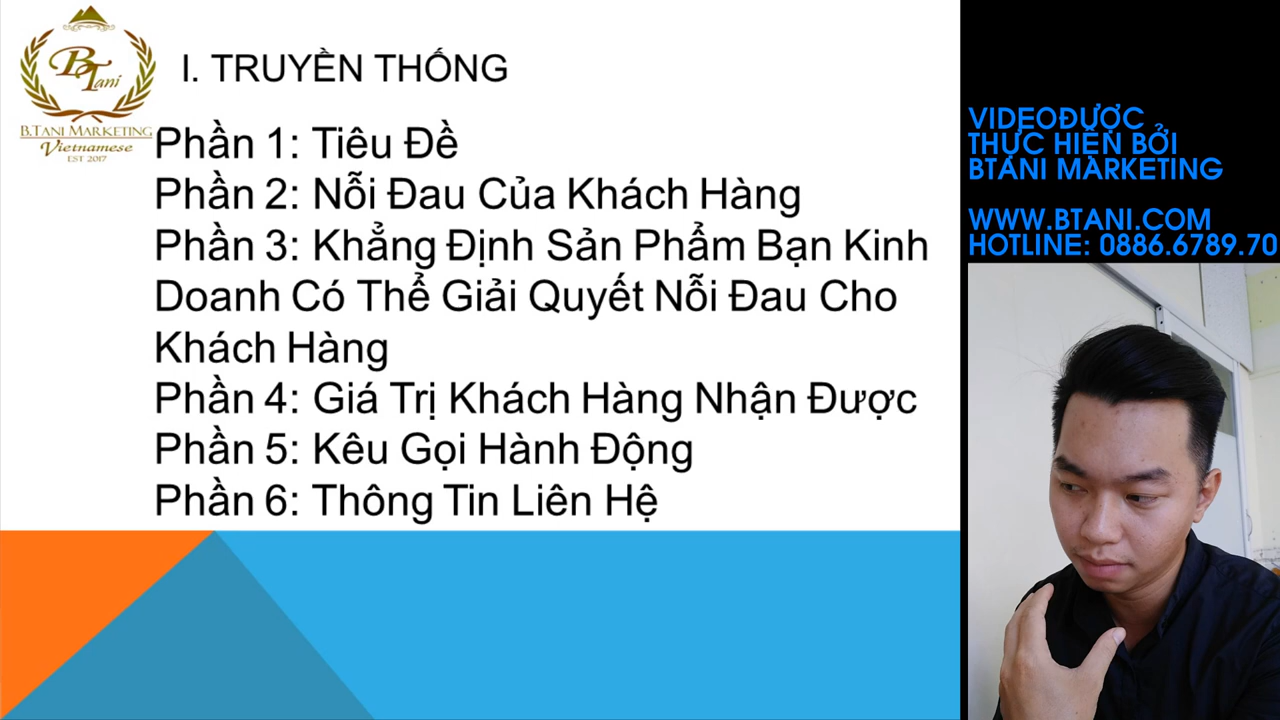 BTani
B.TANI MARKETING
Vietnamese
EST 2017
I. TRUYỀN THỐNG
Phần 1: Tiêu Đề
Phần 2: Nỗi Đau Của Khách Hàng
Phần 3: Khẳng Định Sản Phẩm Bạn Kinh
Doanh Có Thể Giải Quyết Nỗi Đau Cho
Khách Hàng
Phần 4: Giá Trị Khách Hàng Nhận Được
Phần 5: Kêu Gọi Hành Động
Phần 6: Thông Tin Liên Hệ
VIDEOĐƯỢC
THỰC HIỆN BỞI
BTANI MARKETING
WWW.BTANI.COM
HOTLINE: 0886.6789.70